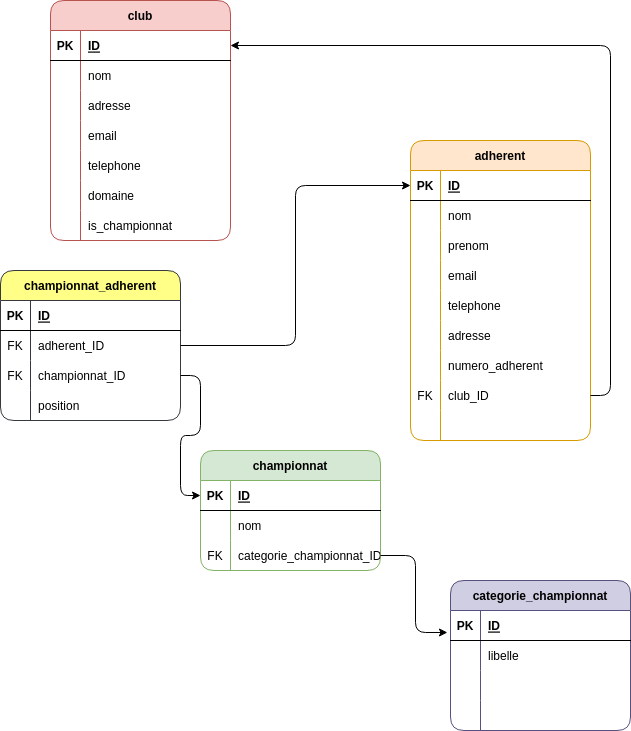 club
PK ID
nom
adresse
email
telephone
domaine
is_championnat
adherent
PK ID
nom
prenom
email
telephone
adresse
numero_adherent
FK club_ID
championnat_adherent
PK ID
FK adherent_ID
FK championnat_ID
position
championnat
PK ID
nom
FK categorie_championnat_ID
categorie_championnat
PK ID
libelle